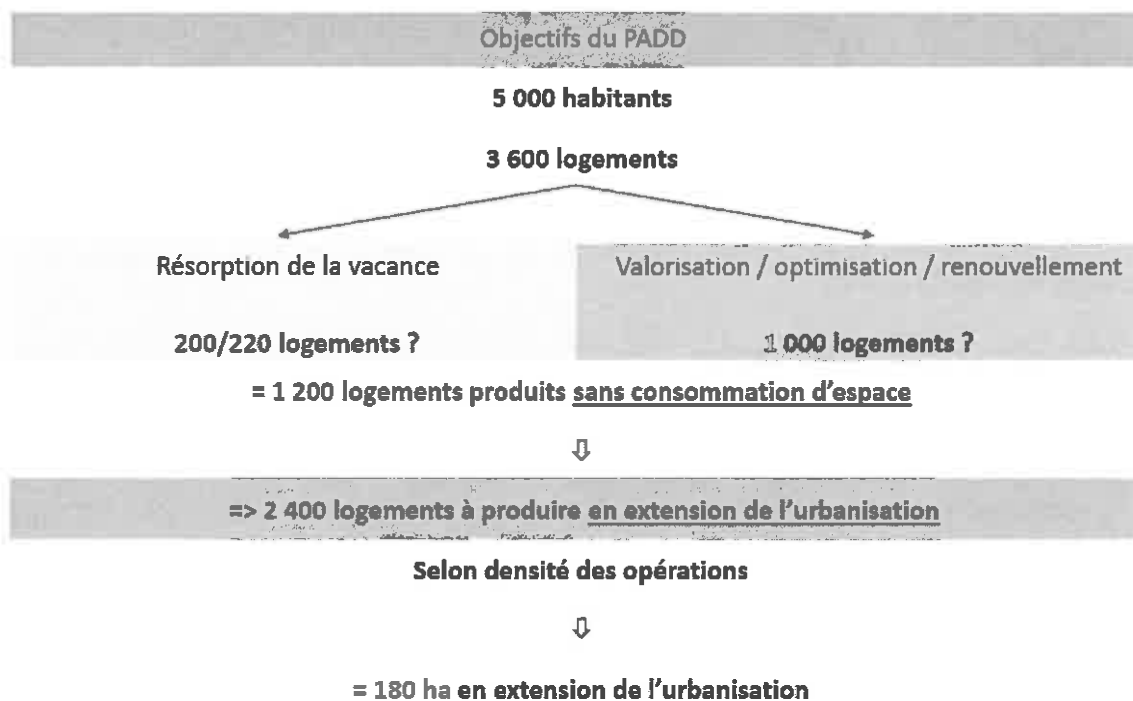 Objectifs du PADD
5 000 habitants
3 600 logements
Résorption de la vacance
Valorisation / optimisation / renouvellement
200/220 logements ?
1 000 logements ?
= 1 200 logements produits sans consommation d'espace
⇩
=> 2 400 logements à produire en extension de l'urbanisation
Selon densité des opérations
⇩
= 180 ha en extension de l'urbanisation